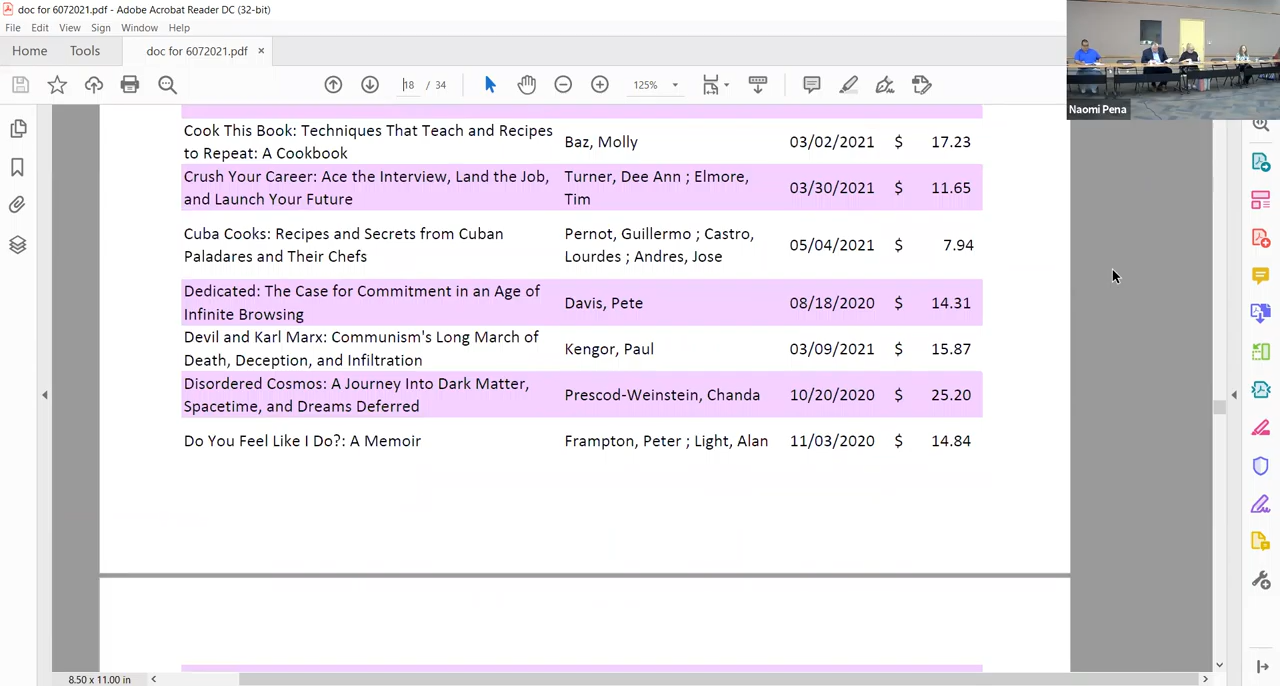 doc for 6072021.pdf - Adobe Acrobat Reader DC (32-bit)
File Edit View Sign Window Help
Home Tools doc for 6072021.pdf ×
18 / 34 125%
Naomi Pena
Cook This Book: Techniques That Teach and Recipes
to Repeat: A Cookbook
Baz, Molly 03/02/2021 $ 17.23
Crush Your Career: Ace the Interview, Land the Job,
and Launch Your Future
Turner, Dee Ann ; Elmore,
Tim
03/30/2021 $ 11.65
Cuba Cooks: Recipes and Secrets from Cuban
Paladares and Their Chefs
Pernot, Guillermo ; Castro,
Lourdes ; Andres, Jose
05/04/2021 $ 7.94
Dedicated: The Case for Commitment in an Age of
Infinite Browsing
Davis, Pete 08/18/2020 $ 14.31
Devil and Karl Marx: Communism's Long March of
Death, Deception, and Infiltration
Kengor, Paul 03/09/2021 $ 15.87
Disordered Cosmos: A Journey Into Dark Matter,
Spacetime, and Dreams Deferred
Prescod-Weinstein, Chanda 10/20/2020 $ 25.20
Do You Feel Like I Do?: A Memoir Frampton, Peter ; Light, Alan 11/03/2020 $ 14.84
8.50 x 11.00 in